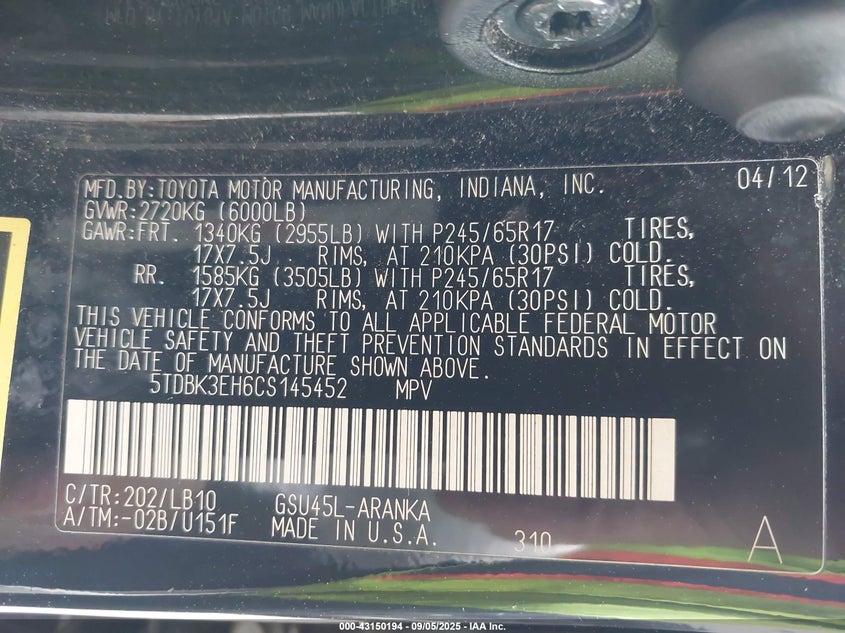 MFD.BY:TOYOTA MOTOR MANUFACTURING, INDIANA, INC. 04/12
GVWR:2720KG (6000LB)
GAWR:FRT. 1340KG (2955LB) WITH P245/65R17 TIRES,
17X7.5J RIMS, AT 210KPA (30PSI) COLD.
RR. 1585KG (3505LB) WITH P245/65R17 TIRES,
17X7.5J RIMS, AT 210KPA (30PSI) COLD.
THIS VEHICLE CONFORMS TO ALL APPLICABLE FEDERAL MOTOR
VEHICLE SAFETY AND THEFT PREVENTION STANDARDS IN EFFECT ON
THE DATE OF MANUFACTURE SHOWN ABOVE.
5TDBK3EH6CS145452 MPV
C/TR:202/LB10 GSU45L-ARANKA
A/TM:-02B/U151F MADE IN U.S.A. 310 A
000-43150194 - 09/05/2025 - IAA Inc.